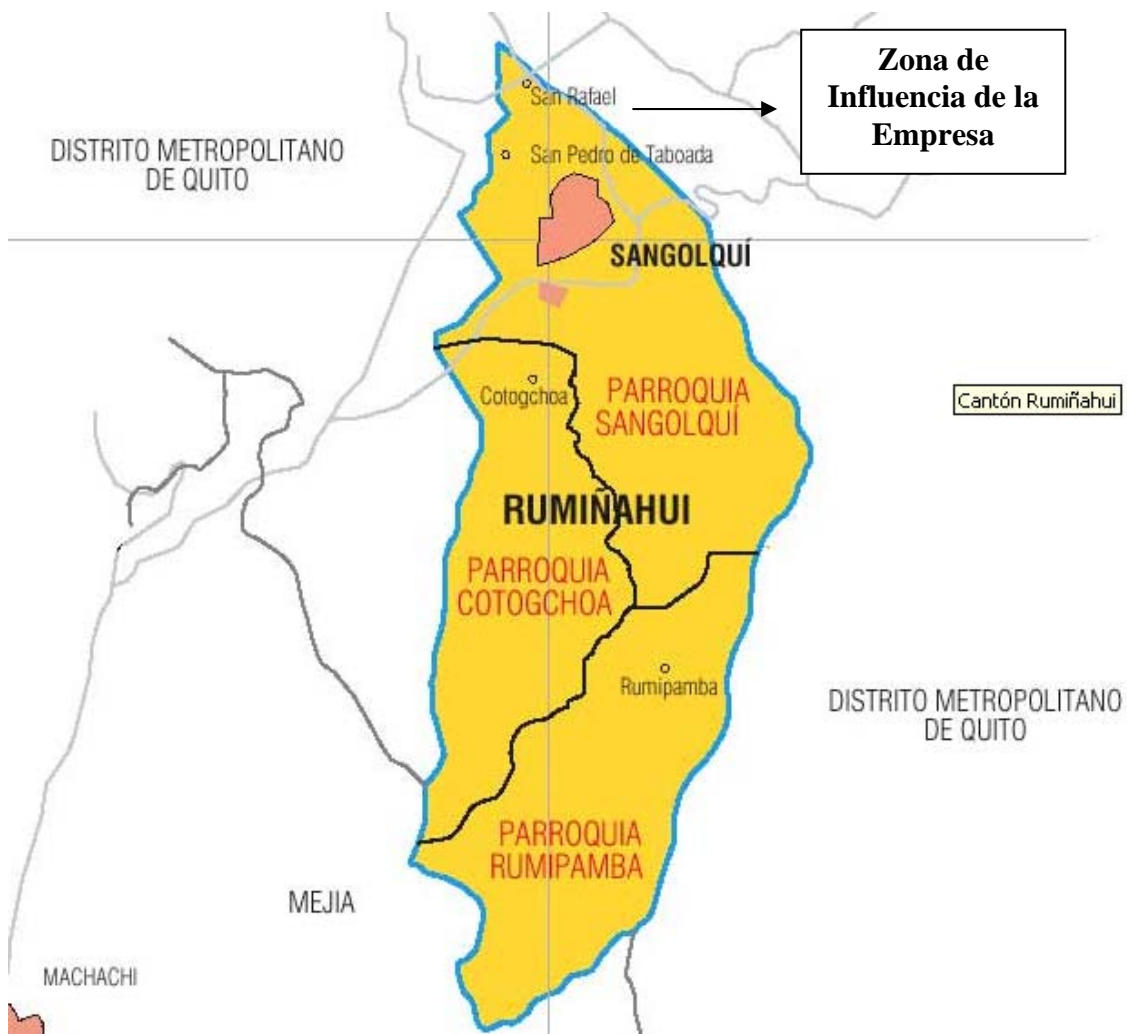 Zona de
Influencia de la
Empresa
San Rafael
DISTRITO METROPOLITANO
DE QUITO
San Pedro de Taboada
SANGOLQUÍ
Cotogchoa
PARROQUIA
SANGOLQUÍ
Cantón Rumiñahui
RUMIÑAHUI
PARROQUIA
COTOGCHOA
Rumipamba
DISTRITO METROPOLITANO
DE QUITO
PARROQUIA
RUMIPAMBA
MEJIA
MACHACHI